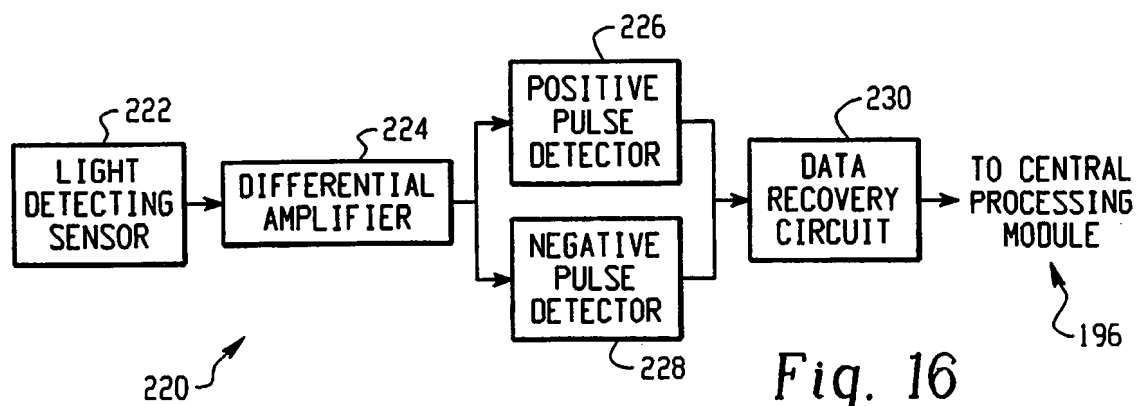 222
LIGHT
DETECTING
SENSOR
224
DIFFERENTIAL
AMPLIFIER
226
POSITIVE
PULSE
DETECTOR
NEGATIVE
PULSE
DETECTOR
228
230
DATA
RECOVERY
CIRCUIT
TO CENTRAL
PROCESSING
MODULE
196
220
Fig. 16